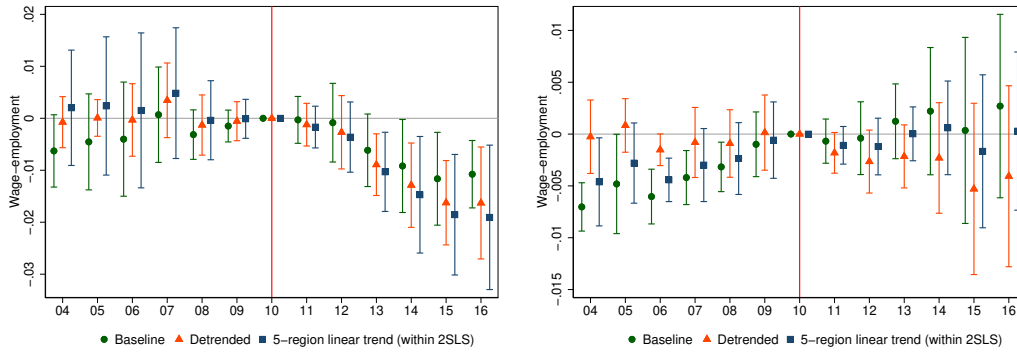 .02
.01
0
-.01
-.02
-.03
Wage-employment
04 05 06 07 08 09 10 11 12 13 14 15 16
Baseline Detrended 5-region linear trend (within 2SLS)
.01
.005
0
-.005
-.01
-.015
Wage-employment
04 05 06 07 08 09 10 11 12 13 14 15 16
Baseline Detrended 5-region linear trend (within 2SLS)